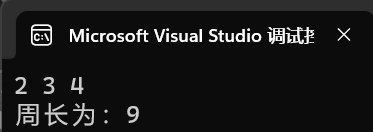 Microsoft Visual Studio 调试
2 3 4
周长为：9